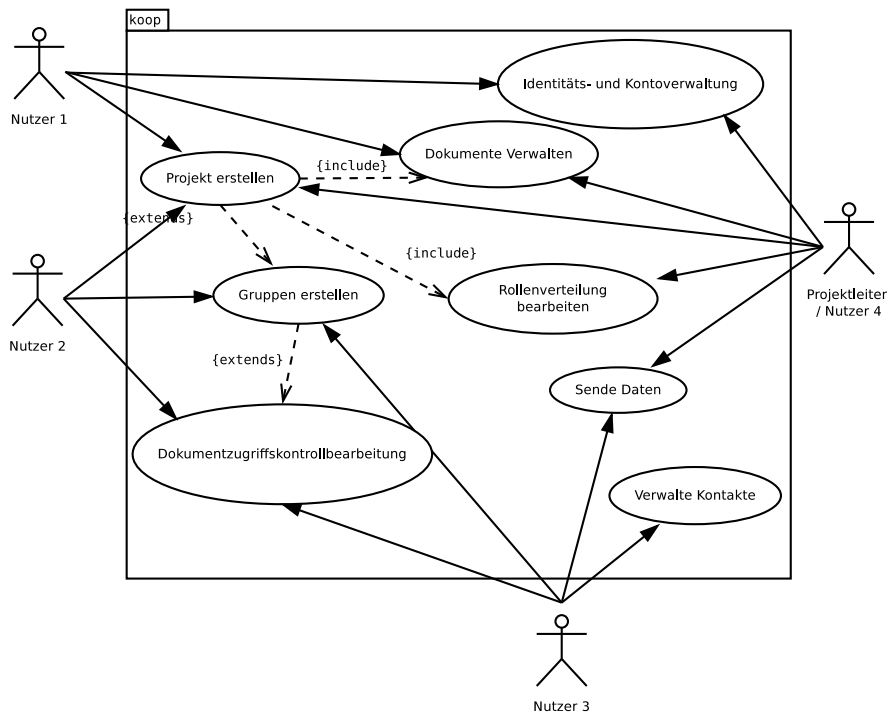 koop
Nutzer 1
Identitäts- und Kontoverwaltung
Dokumente Verwalten
{include}
Projekt erstellen
{extends}
{include}
Gruppen erstellen
Rollenverteilung
bearbeiten
Projektleiter
/ Nutzer 4
Nutzer 2
{extends}
Sende Daten
Dokumentzugriffskontrollbearbeitung
Verwalte Kontakte
Nutzer 3